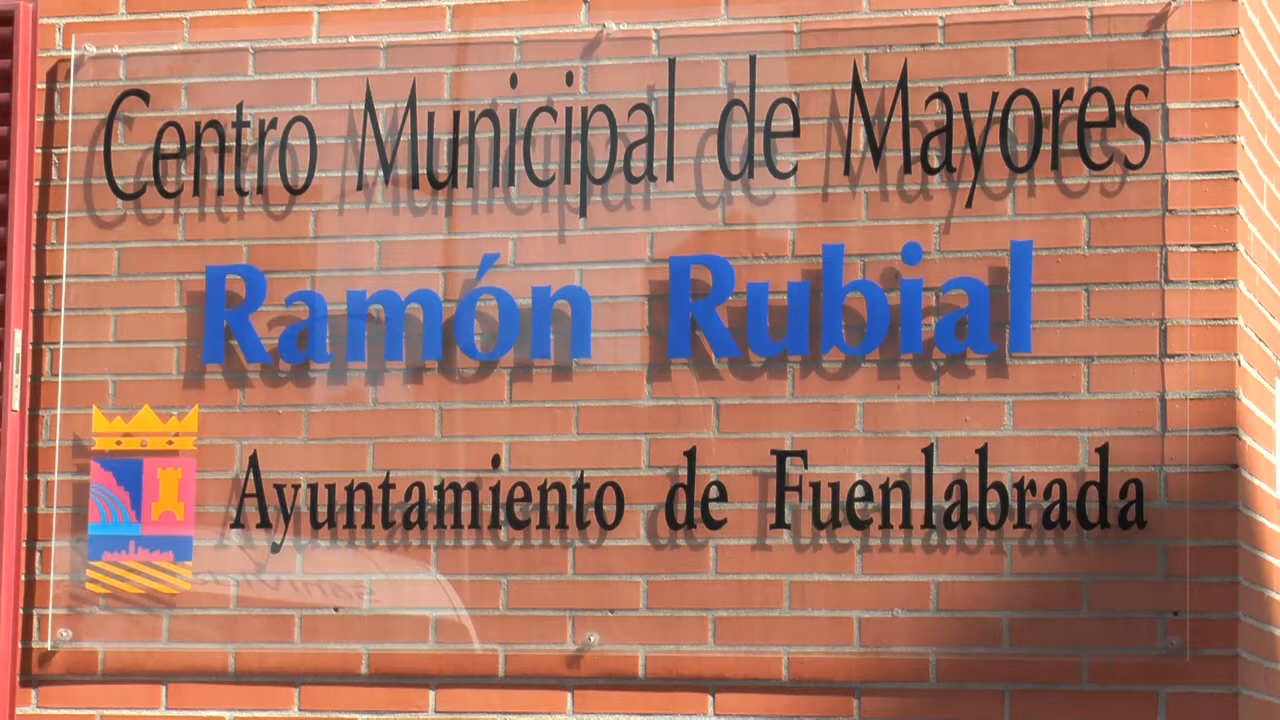 Centro Municipal de Mayores
Ramón Rubial
Ayuntamiento de Fuenlabrada